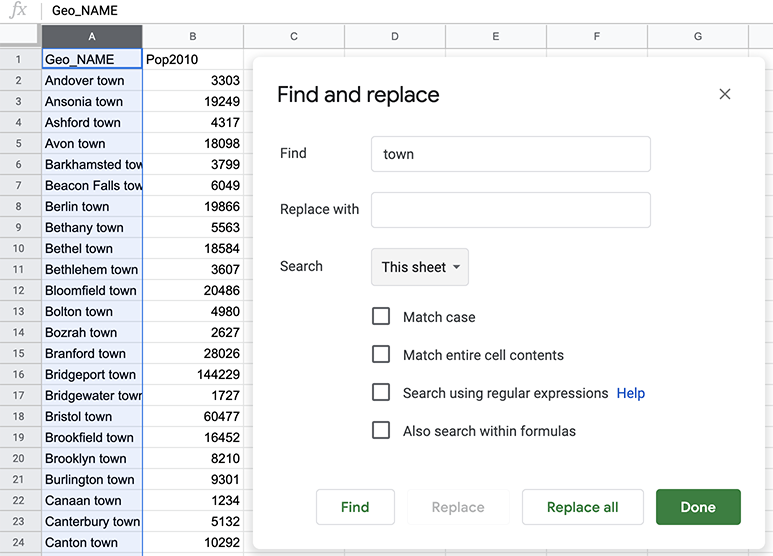 fx Geo_NAME
A B C D E F G
1 Geo_NAME Pop2010
2 Andover town 3303
3 Ansonia town 19249
4 Ashford town 4317
5 Avon town 18098
6 Barkhamsted tow 3799
7 Beacon Falls tow 6049
8 Berlin town 19866
9 Bethany town 5563
10 Bethel town 18584
11 Bethlehem town 3607
12 Bloomfield town 20486
13 Bolton town 4980
14 Bozrah town 2627
15 Branford town 28026
16 Bridgeport town 144229
17 Bridgewater town 1727
18 Bristol town 60477
19 Brookfield town 16452
20 Brooklyn town 8210
21 Burlington town 9301
22 Canaan town 1234
23 Canterbury town 5132
24 Canton town 10292
Find and replace
Find town
Replace with
Search This sheet
Match case
Match entire cell contents
Search using regular expressions Help
Also search within formulas
Find Replace Replace all Done